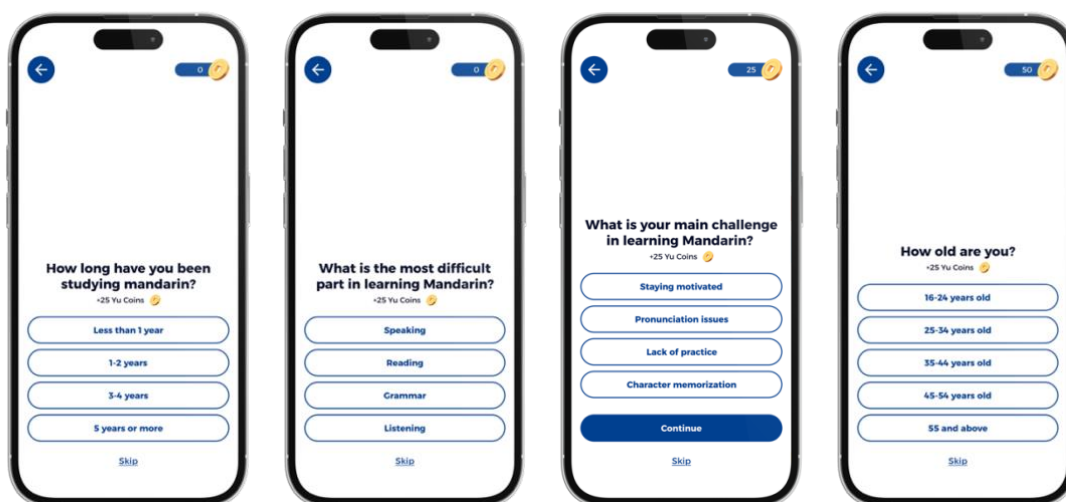 0
How long have you been
studying mandarin?
+25 Yu Coins
Less than 1 year
1-2 years
3-4 years
5 years or more
Skip
0
What is the most difficult
part in learning Mandarin?
+25 Yu Coins
Speaking
Reading
Grammar
Listening
Skip
25
What is your main challenge
in learning Mandarin?
+25 Yu Coins
Staying motivated
Pronunciation issues
Lack of practice
Character memorization
Continue
Skip
50
How old are you?
+25 Yu Coins
16-24 years old
25-34 years old
35-44 years old
45-54 years old
55 and above
Skip